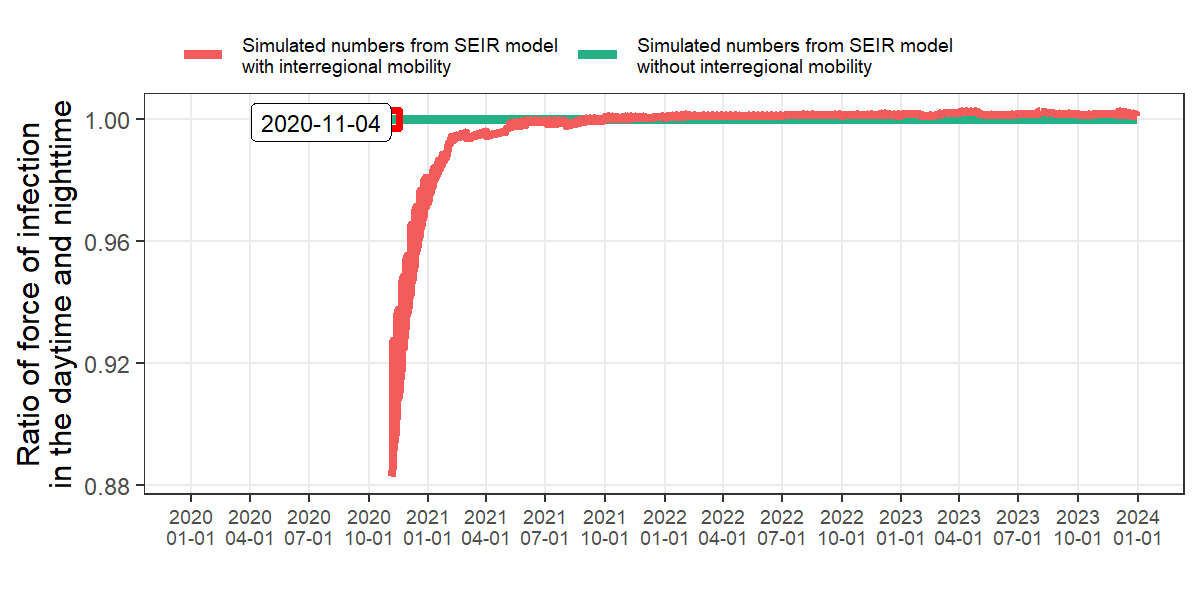 Simulated numbers from SEIR model
with interregional mobility
Simulated numbers from SEIR model
without interregional mobility
Ratio of force of infection
in the daytime and nighttime
1.00
0.96
0.92
0.88
2020-11-04
2020 2020 2020 2020 2021 2021 2021 2021 2022 2022 2022 2022 2023 2023 2023 2023 2024
01-01 04-01 07-01 10-01 01-01 04-01 07-01 10-01 01-01 04-01 07-01 10-01 01-01 04-01 07-01 10-01 01-01